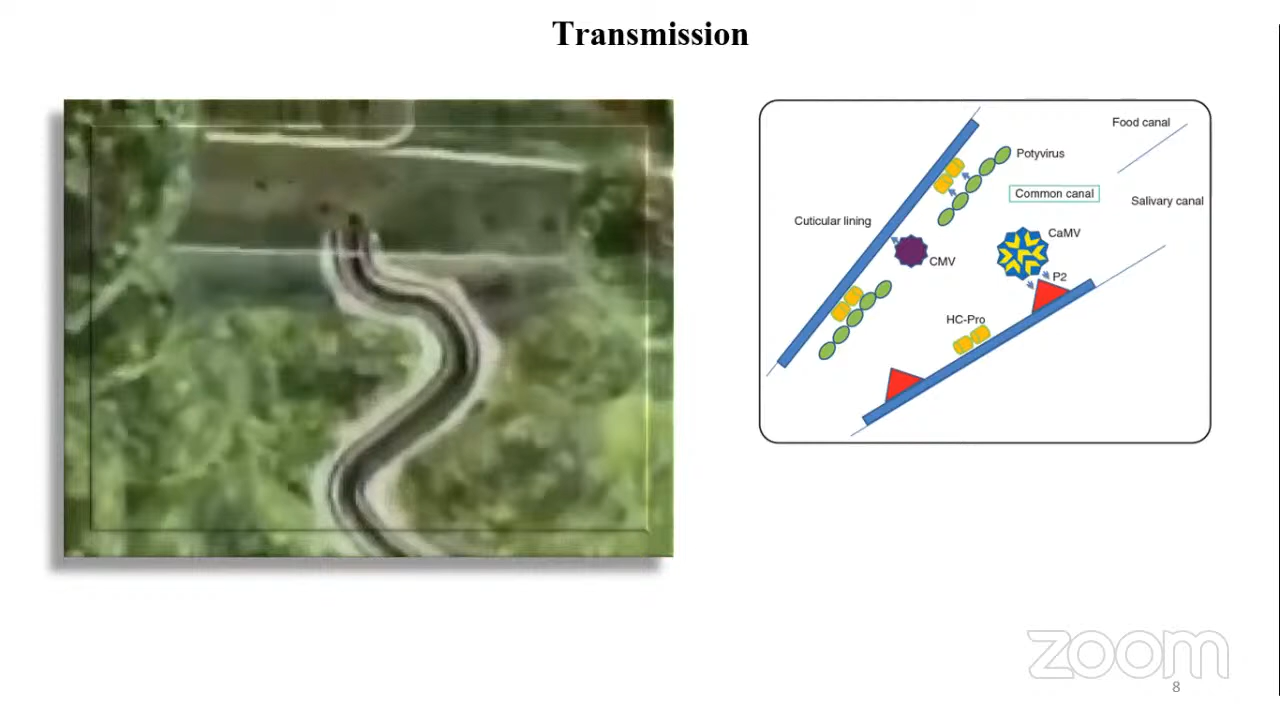 Transmission
Food canal
Potyvirus
Common canal
Salivary canal
Cuticular lining
CaMV
CMV
P2
HC-Pro
zoom
8